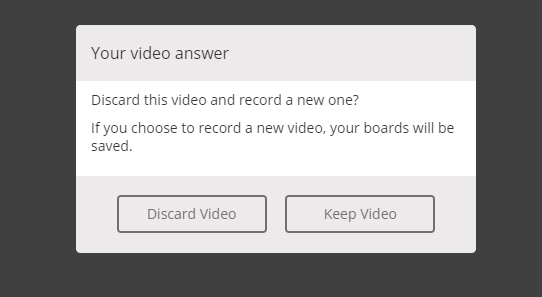 Your video answer
Discard this video and record a new one?
If you choose to record a new video, your boards will be
saved.
Discard Video
Keep Video